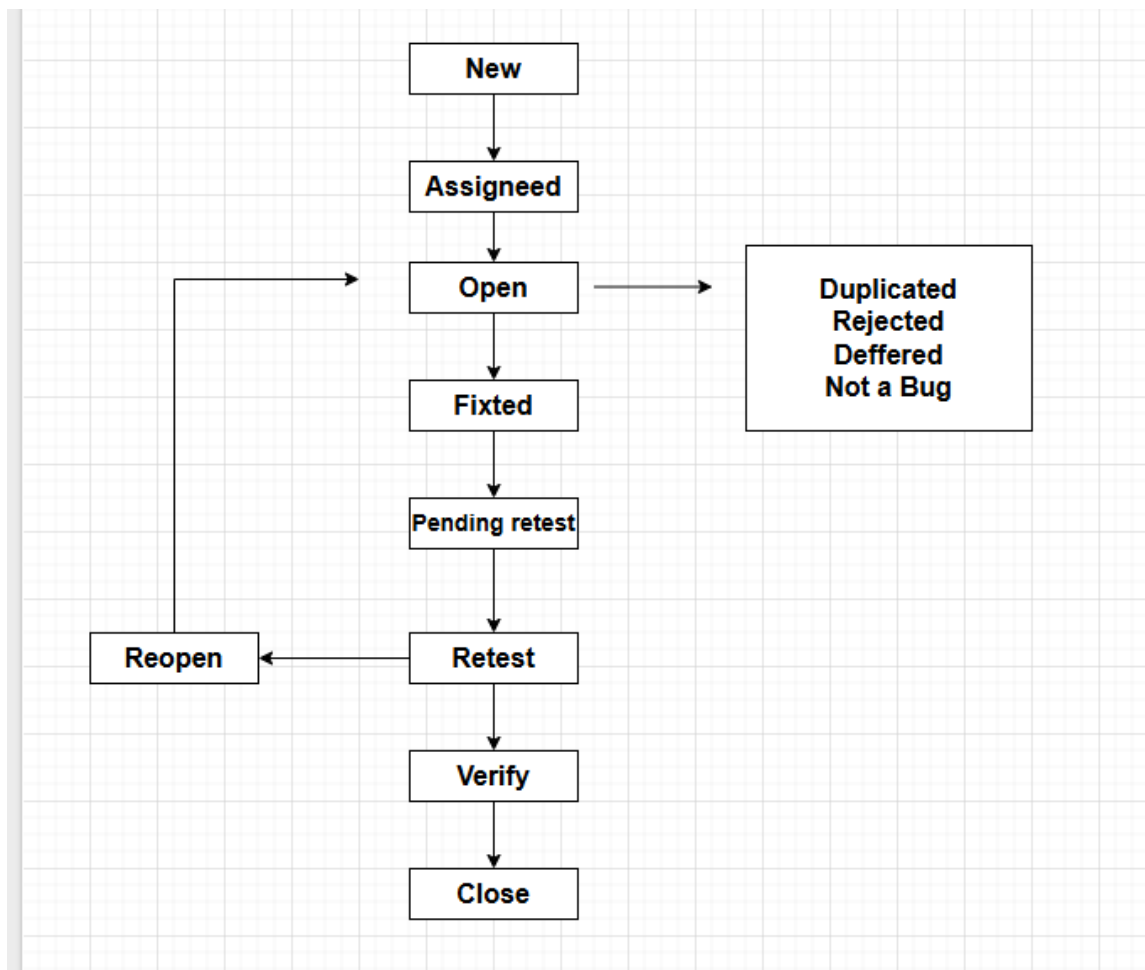 New
Assigneed
Open
Duplicated
Rejected
Deffered
Not a Bug
Fixted
Pending retest
Reopen
Retest
Verify
Close